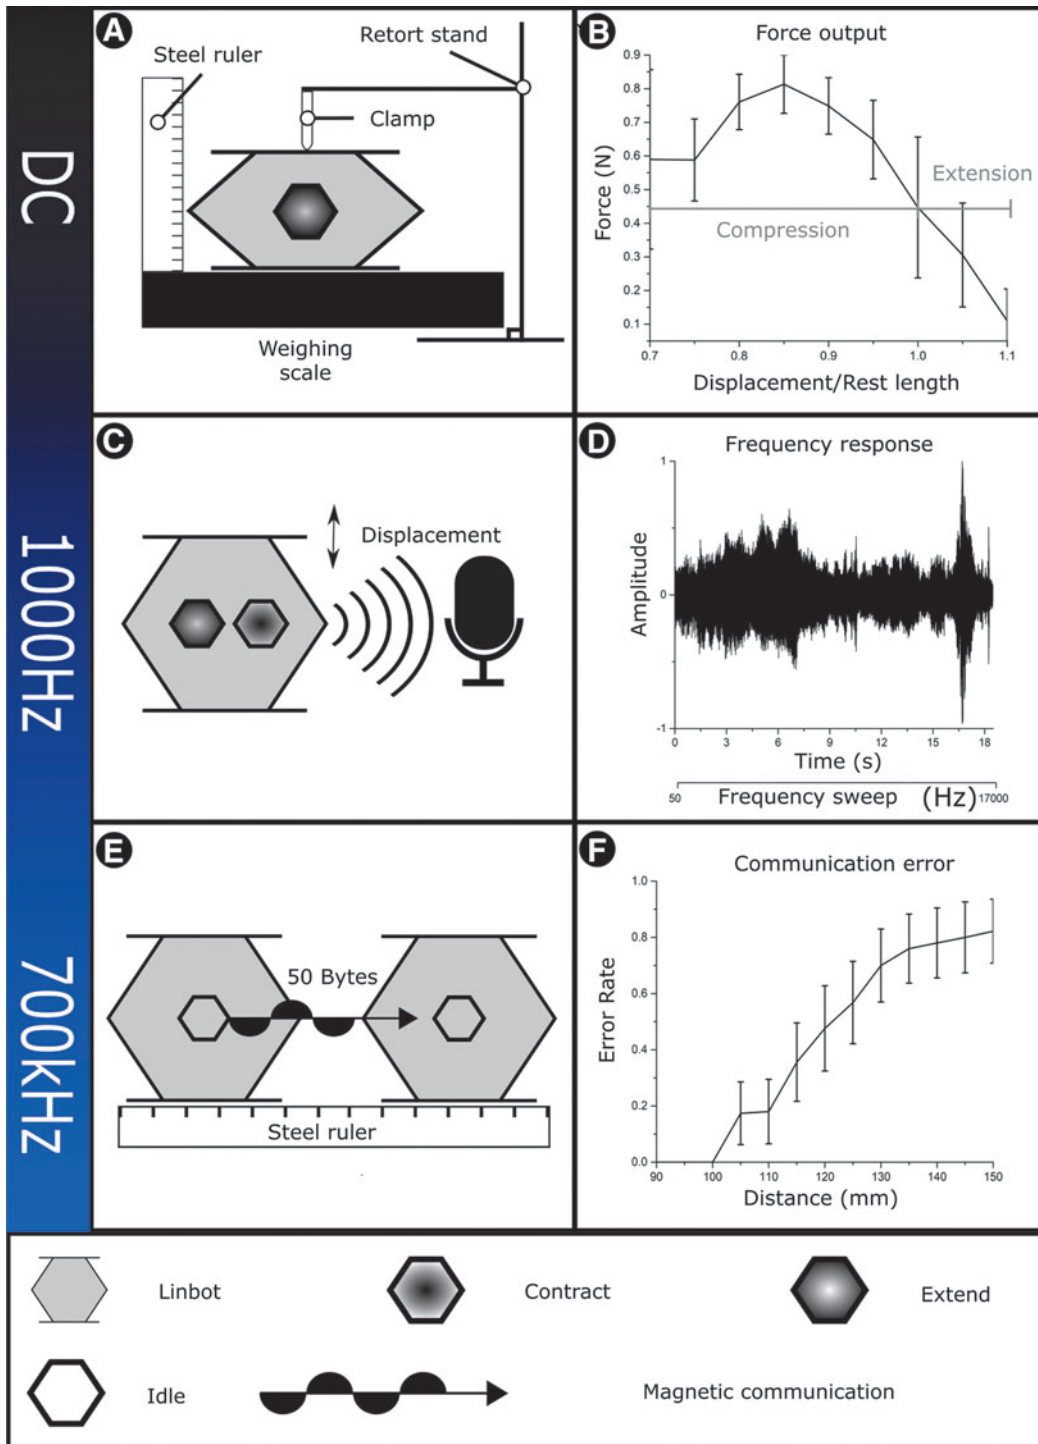 DC
1000Hz
700kHz
A
Steel ruler
Retort stand
Clamp
Weighing
scale
B
Force output
Force (N)
0.9
0.8
0.7
0.6
0.5
0.4
0.3
0.2
0.1
Extension
Compression
0.7 0.8 0.9 1.0 1.1
Displacement/Rest length
C
Displacement
D
Frequency response
Amplitude
1
0
-1
0 3 6 9 12 15 18
Time (s)
50 Frequency sweep (Hz) 17000
E
50 Bytes
Steel ruler
F
Communication error
Error Rate
1.0
0.8
0.6
0.4
0.2
0.0
90 100 110 120 130 140 150
Distance (mm)
Linbot
Contract
Extend
Idle
Magnetic communication